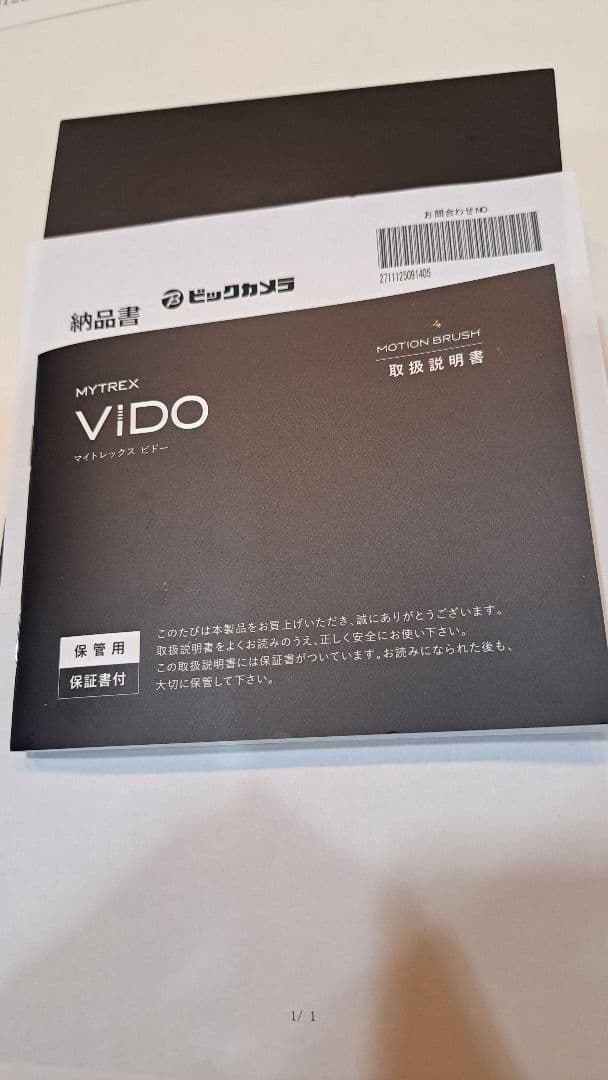 お問合わせNO
2711125091405
納品書
ビックカメラ
MYTREX
ViDO
マイトレックス ビドー
MOTION BRUSH
取扱説明書
保管用
保証書付
このたびは本製品をお買上げいただき、誠にありがとうございます。
取扱説明書をよくお読みのうえ、正しく安全にお使い下さい。
この取扱説明書には保証書がついています。お読みになられた後も、
大切に保管して下さい。
1/ 1